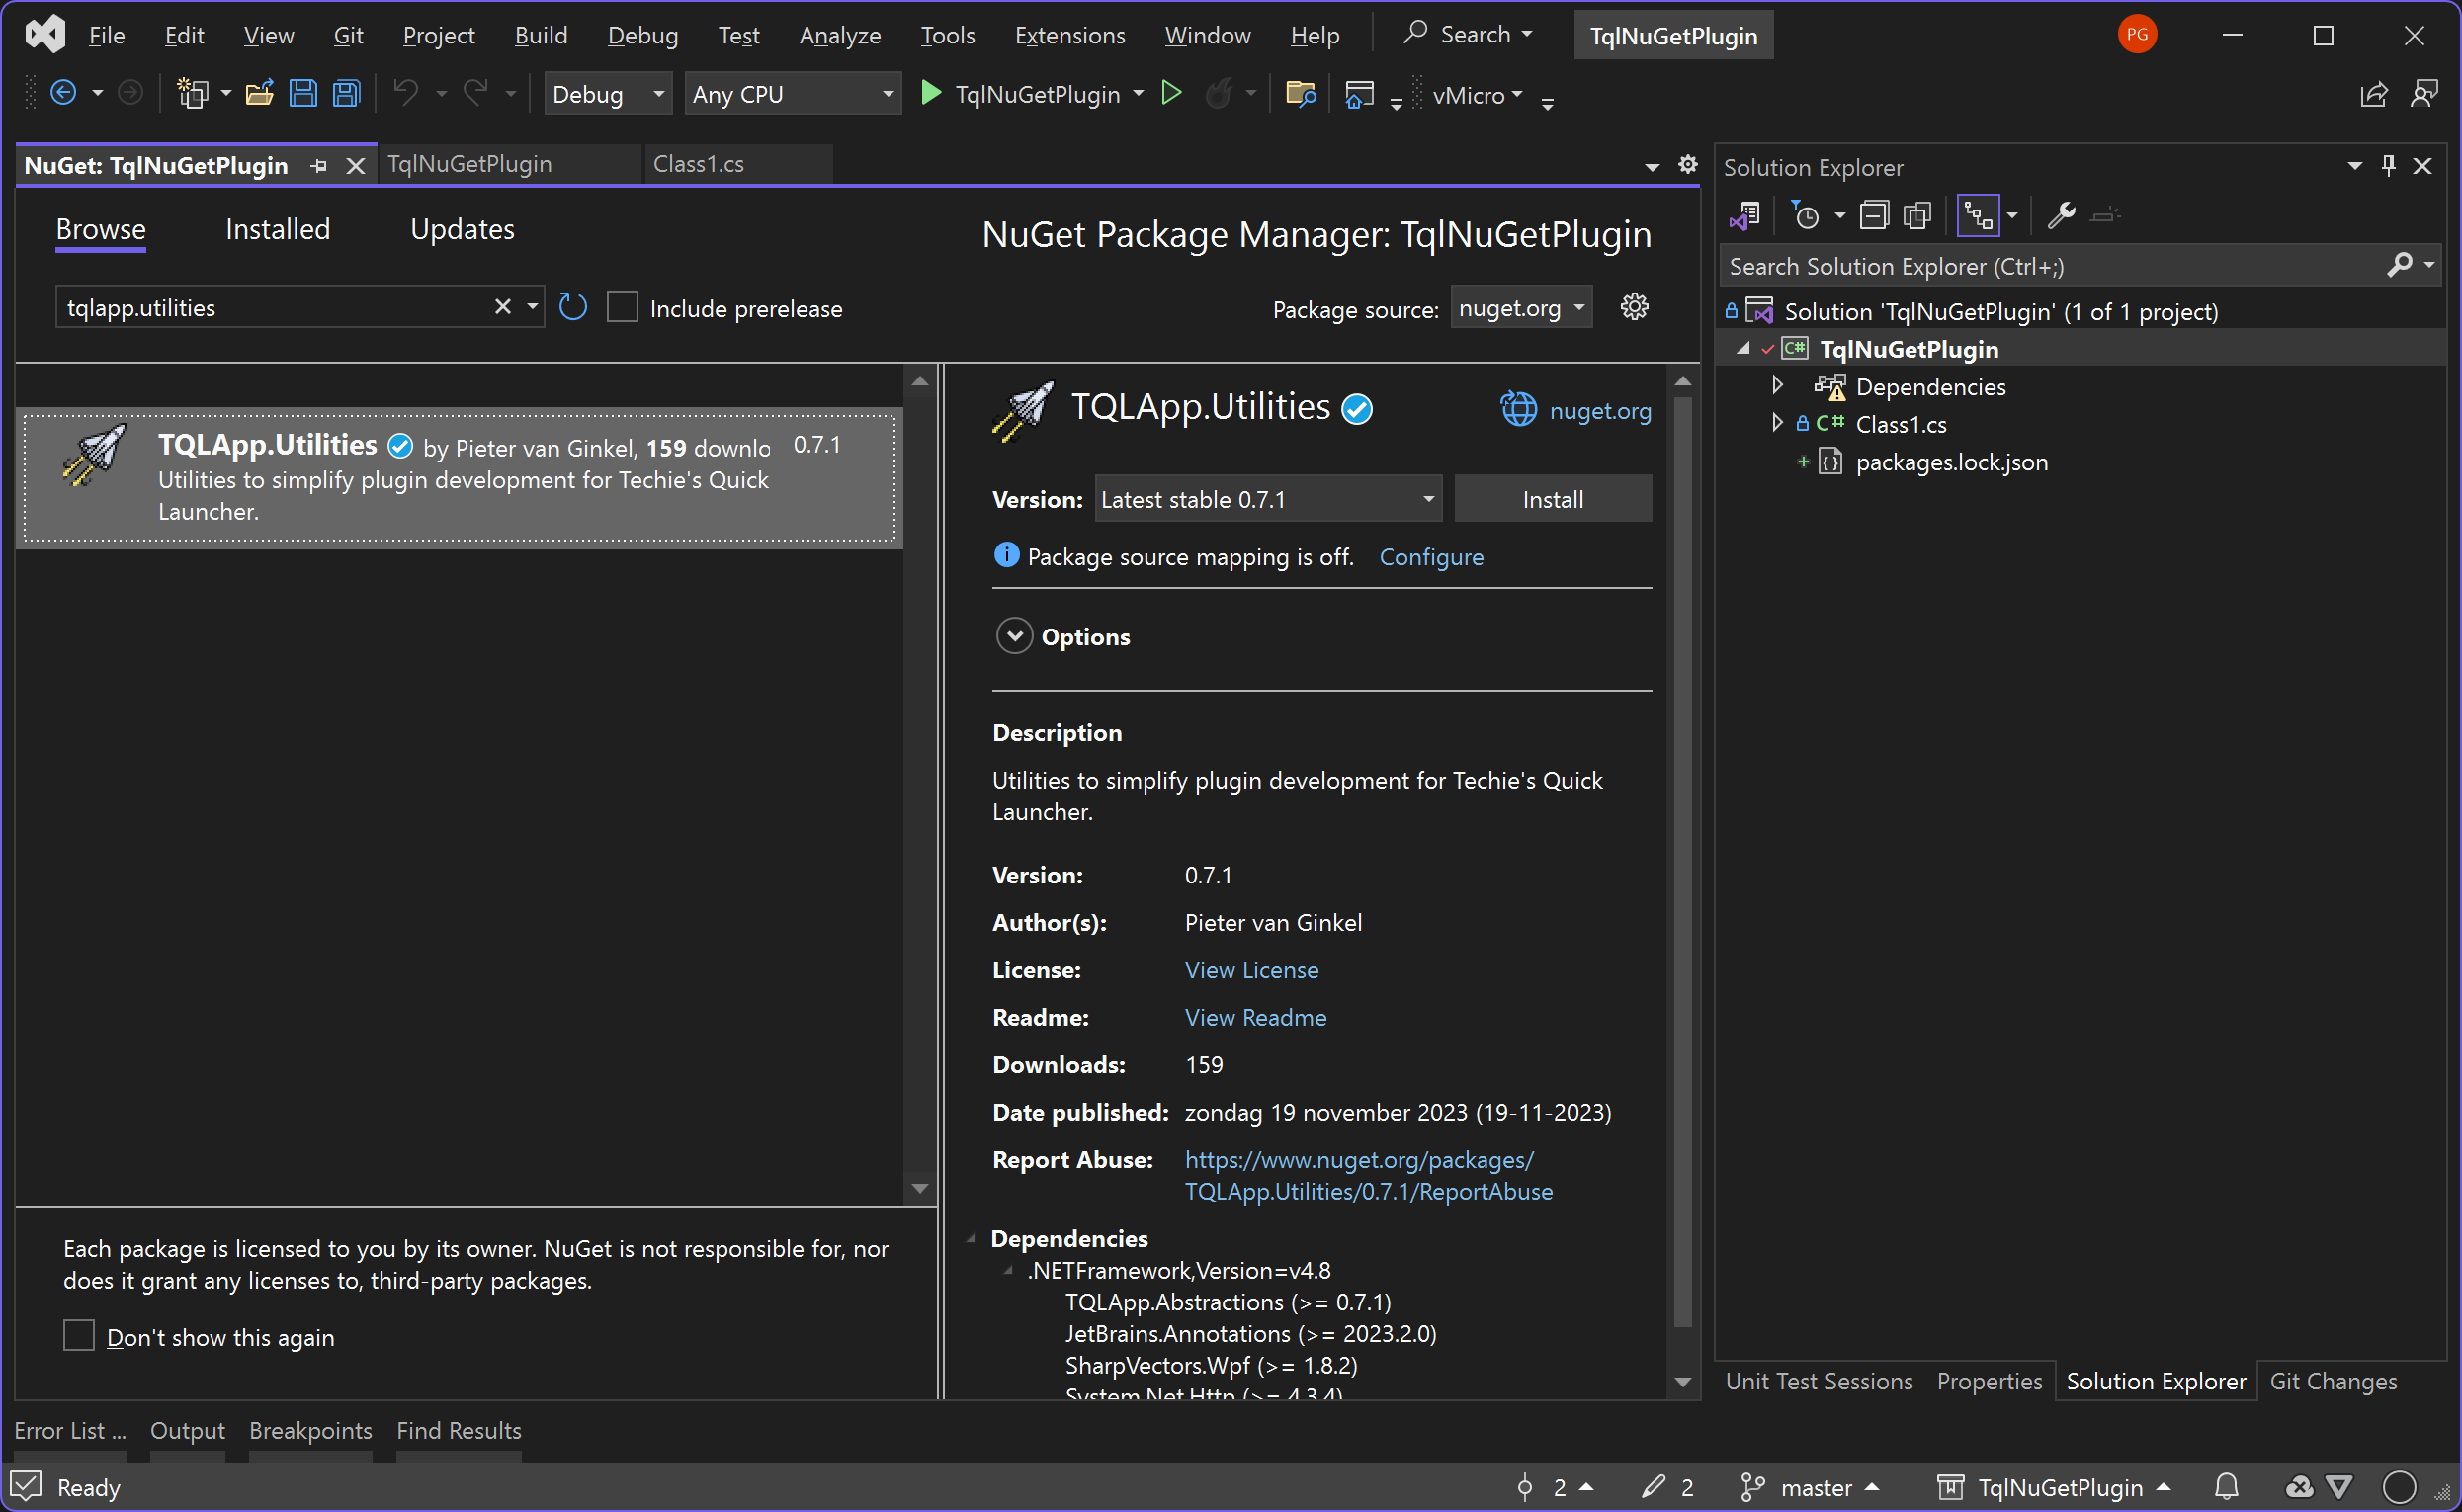 File Edit View Git Project Build Debug Test Analyze Tools Extensions Window Help Search TqlNuGetPlugin PG
Debug Any CPU TqlNuGetPlugin vMicro
NuGet: TqlNuGetPlugin TqlNuGetPlugin Class1.cs
Browse Installed Updates
NuGet Package Manager: TqlNuGetPlugin
tqlapp.utilities Include prerelease
Package source: nuget.org
TQLApp.Utilities by Pieter van Ginkel, 159 downlo 0.7.1
Utilities to simplify plugin development for Techie's Quick
Launcher.
Each package is licensed to you by its owner. NuGet is not responsible for, nor
does it grant any licenses to, third-party packages.
Don't show this again
TQLApp.Utilities nuget.org
Version: Latest stable 0.7.1 Install
Package source mapping is off. Configure
Options
Description
Utilities to simplify plugin development for Techie's Quick
Launcher.
Version: 0.7.1
Author(s): Pieter van Ginkel
License: View License
Readme: View Readme
Downloads: 159
Date published: zondag 19 november 2023 (19-11-2023)
Report Abuse: https://www.nuget.org/packages/
TQLApp.Utilities/0.7.1/ReportAbuse
Dependencies
.NETFramework,Version=v4.8
TQLApp.Abstractions (>= 0.7.1)
JetBrains.Annotations (>= 2023.2.0)
SharpVectors.Wpf (>= 1.8.2)
System.Net.Http (>= 4.3.4)
Solution Explorer
Search Solution Explorer (Ctrl+;)
Solution 'TqlNuGetPlugin' (1 of 1 project)
C# TqlNuGetPlugin
Dependencies
C# Class1.cs
packages.lock.json
Unit Test Sessions Properties Solution Explorer Git Changes
Error List ... Output Breakpoints Find Results
Ready 2 2 master TqlNuGetPlugin